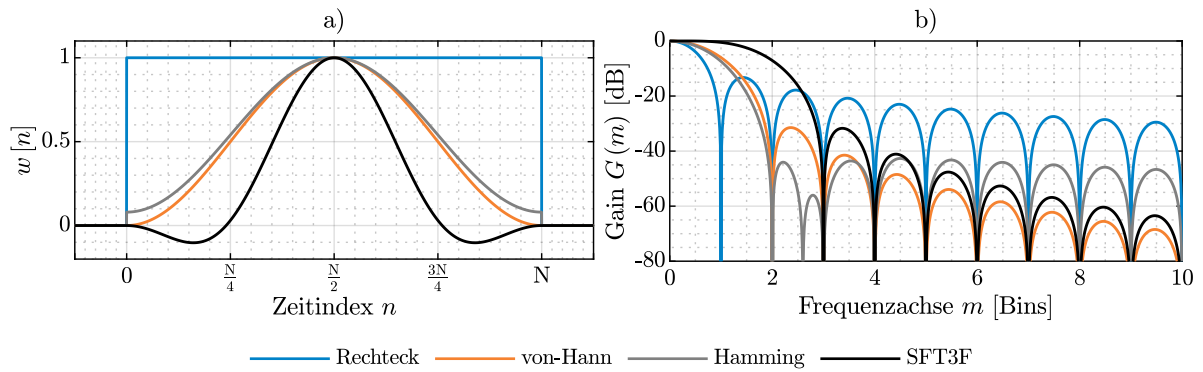 a)
w [n]
1
0.5
0
0
N/4
N/2
3N/4
N
Zeitindex n
b)
Gain G (m) [dB]
0
-20
-40
-60
-80
0
2
4
6
8
10
Frequenzachse m [Bins]
Rechteck
von-Hann
Hamming
SFT3F